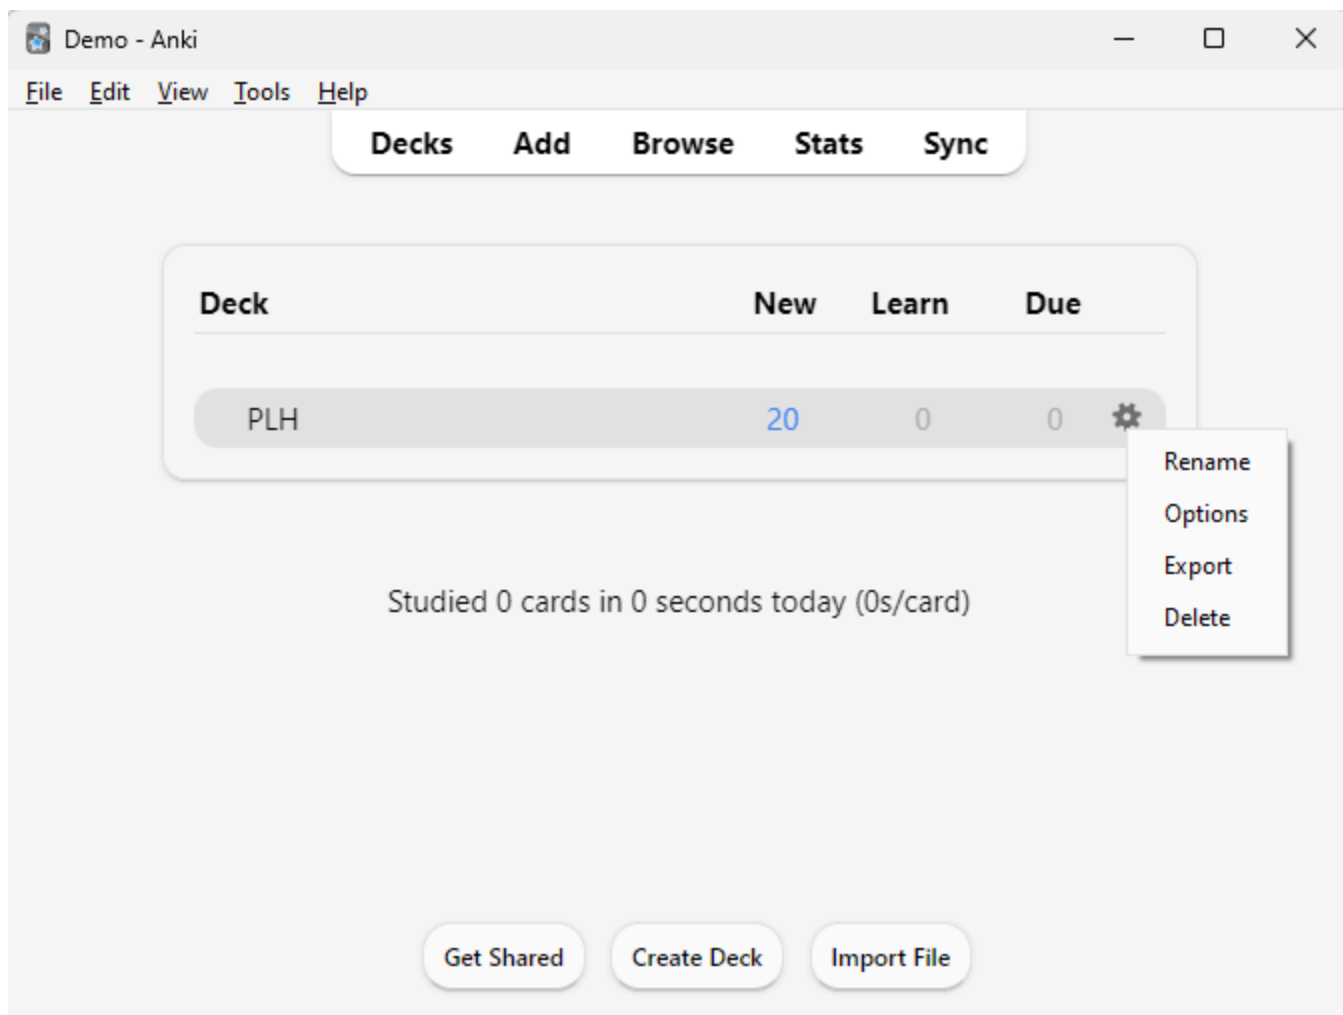 Demo - Anki
File Edit View Tools Help
Decks Add Browse Stats Sync
Deck New Learn Due
PLH 20 0 0
Rename
Options
Export
Delete
Studied 0 cards in 0 seconds today (0s/card)
Get Shared Create Deck Import File